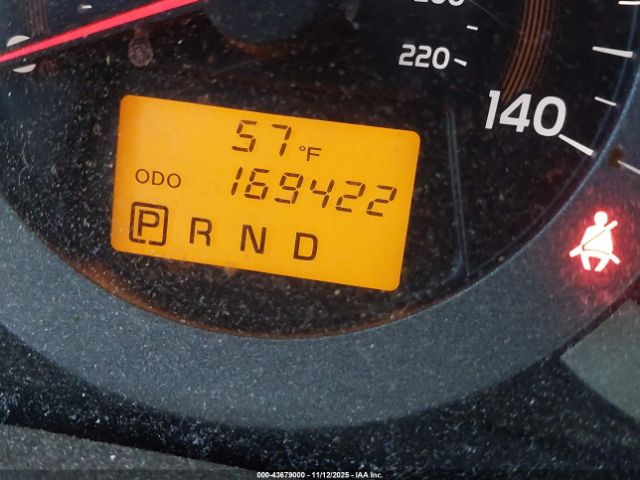 220
140
57 °F
ODO 169422
P R N D
000-43679000 - 11/12/2025 - IAA Inc.